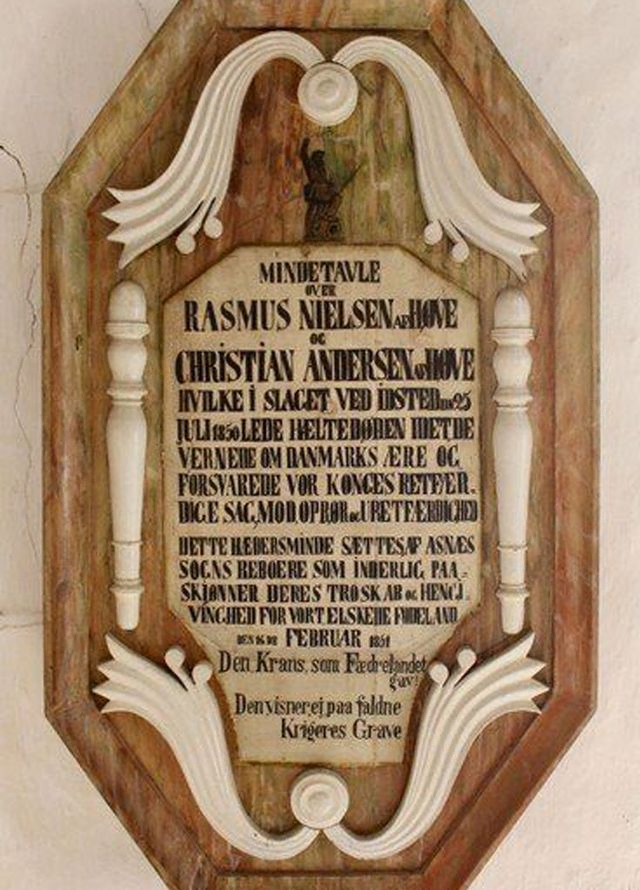 MINDETAVLE
OVER
RASMUS NIELSEN AF HØVE
OG
CHRISTIAN ANDERSEN AF HØVE
HVILKE I SLAGET VED IDSTED DEN 25
JULI 1850 LEDE HÆLTEDØDEN IDET DE
VERNEDE OM DANMARKS ÆRE OG
FORSVAREDE VOR KONGES RETFÆR-
DIGE SAG, MOD, OPRØR OG URETFÆRDIGHED
DETTE HÆDERSMINDE SÆTTES AF ASNÆS
SOGNS BEBOERE SOM INDERLIG PAA-
SKJØNNER DERES TROSKAB OG HENGI-
VINGHED FOR VORT ELSKEDE FØDELAND
DEN 16DE FEBRUAR 1851
Den Krans, som Fædrelandet
gav!
Den visner, ei, paa faldne
Krigeres Grave